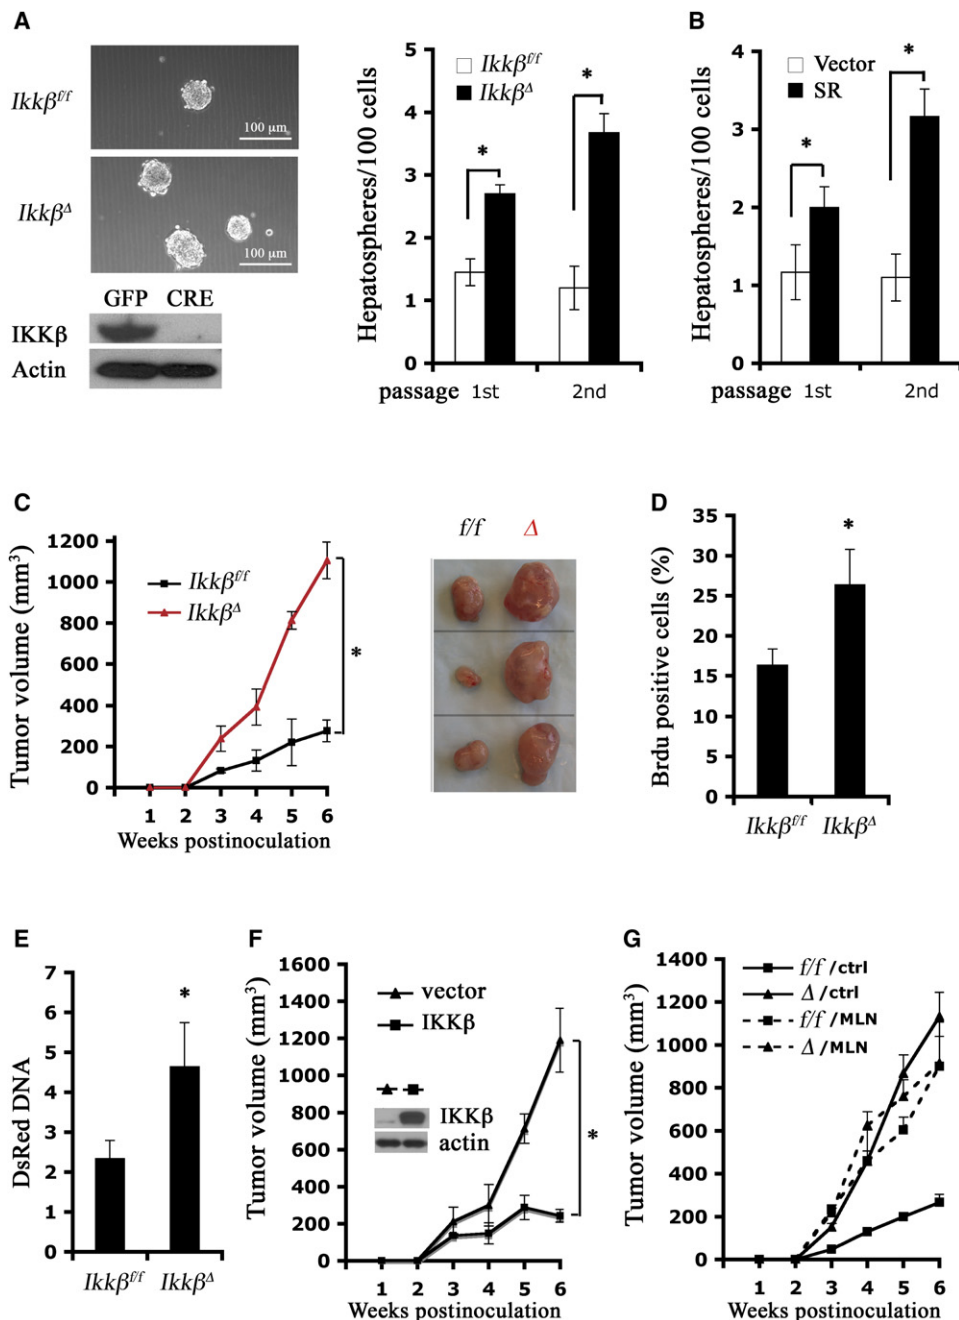 A
Ikkβf/f
100 µm
IkkβΔ
100 µm
GFP CRE
IKKβ
Actin
Hepatospheres/100 cells
5
4
3
2
1
0
Ikkβf/f
IkkβΔ
*
*
passage 1st 2nd
B
Hepatospheres/100 cells
4
3
2
1
0
Vector
SR
*
*
passage 1st 2nd
C
Tumor volume (mm³)
1200
1000
800
600
400
200
0
Ikkβf/f
IkkβΔ
*
1 2 3 4 5 6
Weeks postinoculation
f/f Δ
D
Brdu positive cells (%)
35
30
25
20
15
10
5
0
*
Ikkβf/f IkkβΔ
E
DsRed DNA
7
6
5
4
3
2
1
0
*
Ikkβf/f IkkβΔ
F
Tumor volume (mm³)
1600
1400
1200
1000
800
600
400
200
0
vector
IKKβ
IKKβ
actin
*
1 2 3 4 5 6
Weeks postinoculation
G
Tumor volume (mm³)
1400
1200
1000
800
600
400
200
0
f/f /ctrl
Δ /ctrl
f/f /MLN
Δ /MLN
1 2 3 4 5 6
Weeks postinoculation